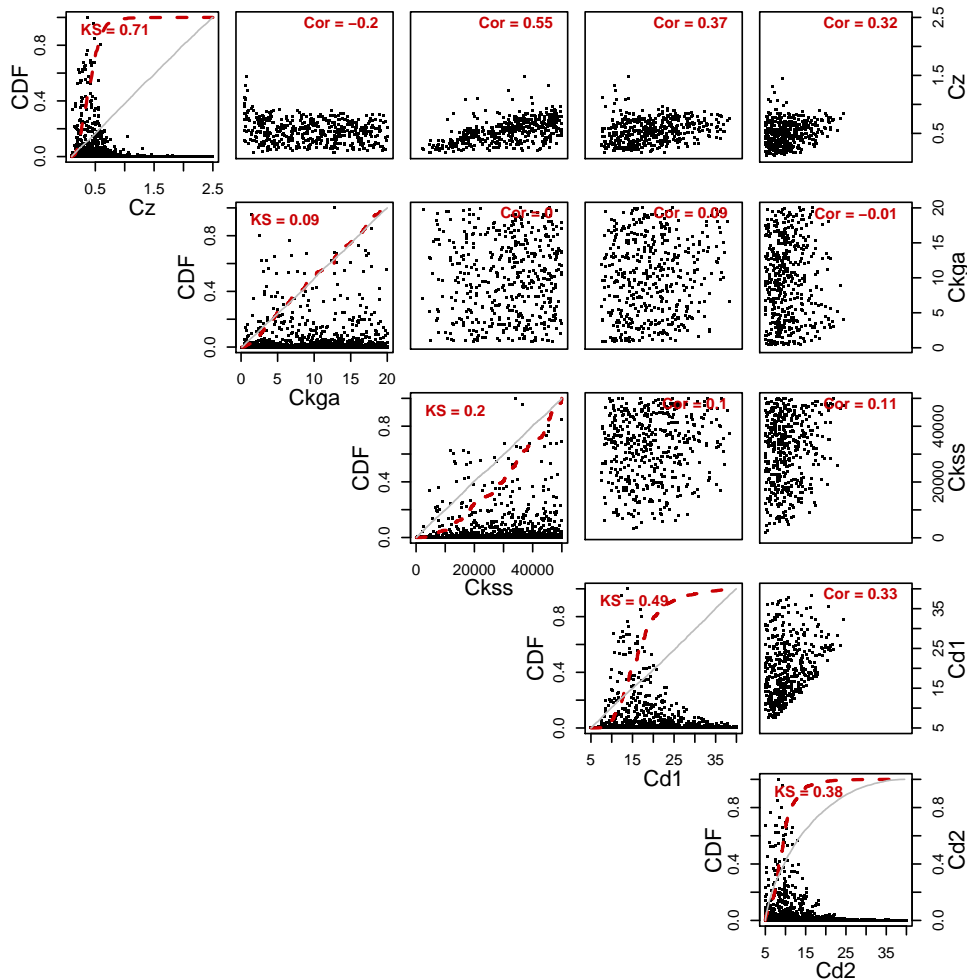 KS = 0.71
Cor = −0.2
Cor = 0.55
Cor = 0.37
Cor = 0.32
CDF
0.0 0.4 0.8
0.5 1.5 2.5
Cz
0.5 1.5 2.5
Cz
KS = 0.09
Cor = 0
Cor = 0.09
Cor = −0.01
CDF
0.0 0.4 0.8
0 5 10 15 20
Ckga
0 5 10 15 20
Ckga
KS = 0.2
Cor = 0.1
Cor = 0.11
CDF
0.0 0.4 0.8
0 20000 40000
Ckss
0 20000 40000
Ckss
KS = 0.49
Cor = 0.33
CDF
0.0 0.4 0.8
5 15 25 35
Cd1
5 15 25 35
Cd1
KS = 0.38
CDF
0.0 0.4 0.8
5 15 25 35
Cd2
0.0 0.4 0.8
Cd2